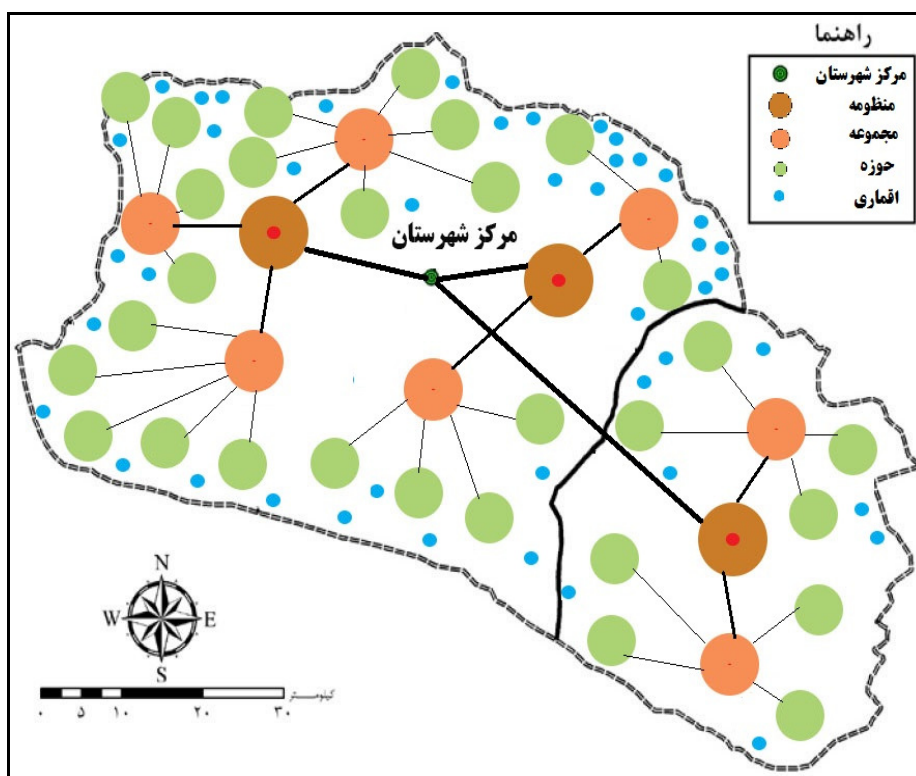 راهنما
مرکز شهرستان
منظومه
مجموعه
حوزه
اقماری
مرکز شهرستان
N
W E
S
کیلومتر
۰ ۵ ۱۰ ۲۰ ۳۰